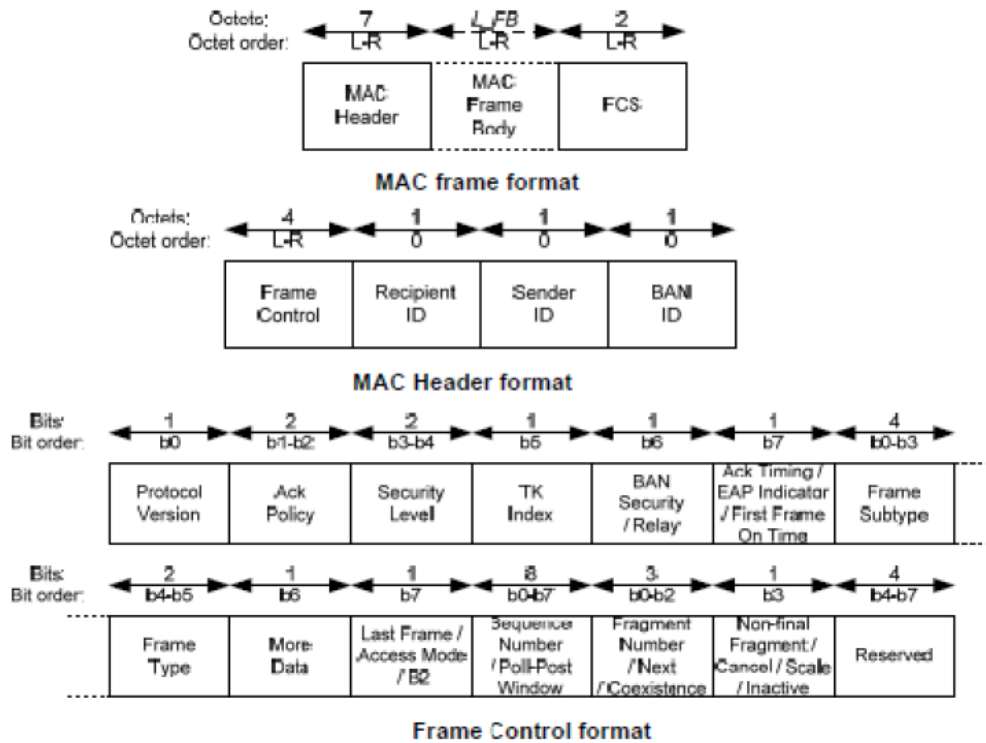 Octets: 7 L_FB 2
Octet order: L-R L-R L-R
MAC Header
MAC Frame Body
FCS
MAC frame format
Octets: 4 1 1 1
Octet order: L-R 0 0 0
Frame Control
Recipient ID
Sender ID
BAN ID
MAC Header format
Bits: 1 2 2 1 1 1 4
Bit order: b0 b1-b2 b3-b4 b5 b6 b7 b0-b3
Protocol Version
Ack Policy
Security Level
TK Index
BAN Security / Relay
Ack Timing / EAP Indicator / First Frame On Time
Frame Subtype
Bits: 2 1 1 8 3 1 4
Bit order: b4-b5 b6 b7 b0-b7 b0-b2 b3 b4-b7
Frame Type
More Data
Last Frame / Access Mode / B2
Sequence Number / Poll-Post Window
Fragment Number / Next / Coexistence
Non-final Fragment / Cancel / Scale / Inactive
Reserved
Frame Control format